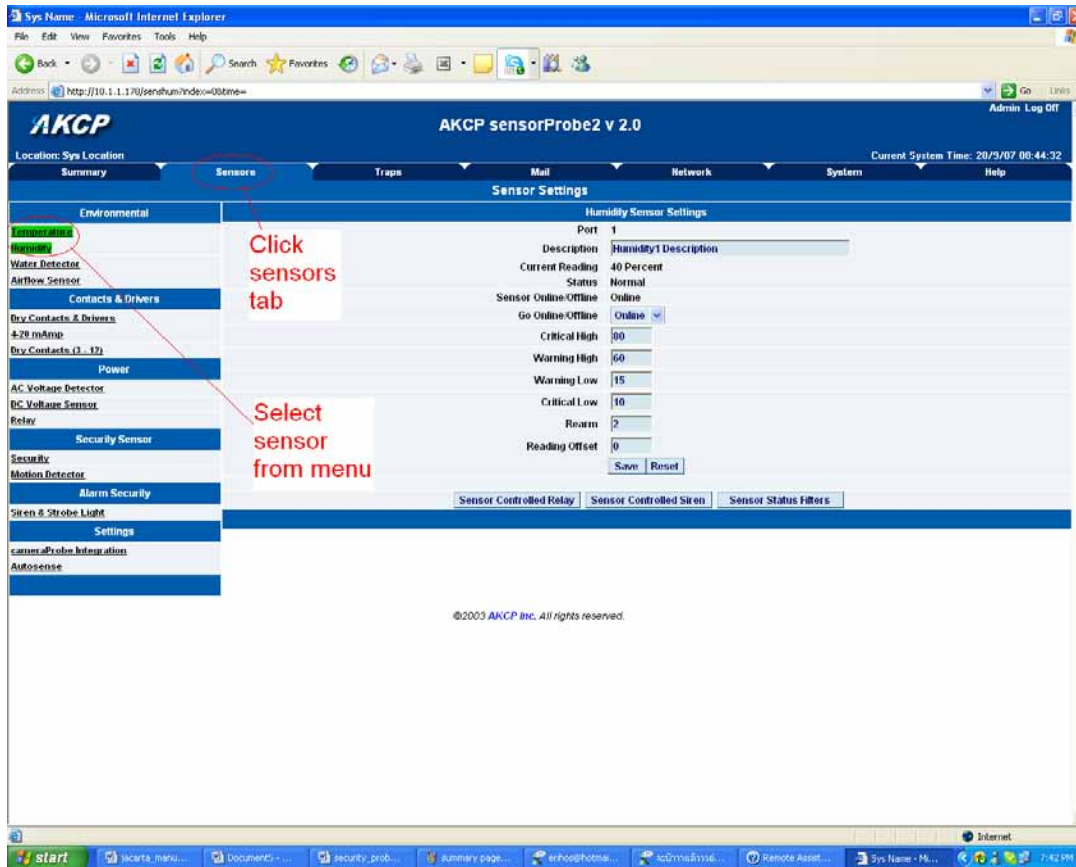 Sys Name - Microsoft Internet Explorer
File Edit View Favorites Tools Help
Back Search Favorites
Address http://10.1.1.170/senshum?index=0&time= Go Links
Admin Log Off
AKCP
AKCP sensorProbe2 v 2.0
Location: Sys Location
Current System Time: 20/9/07 00:44:32
Summary Sensors Traps Mail Network System Help
Sensor Settings
Environmental
Temperature
Humidity
Water Detector
Airflow Sensor
Contacts & Drivers
Dry Contacts & Drivers
4-20 mAmp
Dry Contacts (3 - 12)
Power
AC Voltage Detector
DC Voltage Sensor
Relay
Security Sensor
Security
Motion Detector
Alarm Security
Siren & Strobe Light
Settings
cameraProbe Integration
Autosense
Click
sensors
tab
Select
sensor
from menu
Humidity Sensor Settings
Port 1
Description Humidity1 Description
Current Reading 40 Percent
Status Normal
Sensor Online/Offline Online
Go Online/Offline Online
Critical High 80
Warning High 60
Warning Low 15
Critical Low 10
Rearm 2
Reading Offset 0
Save Reset
Sensor Controlled Relay Sensor Controlled Siren Sensor Status Filters
©2003 AKCP Inc. All rights reserved.
Internet
start jacarta_manu... Document5 - ... security_prob... summary page... Remote Assist... Sys Name - Mi... 7:42 PM